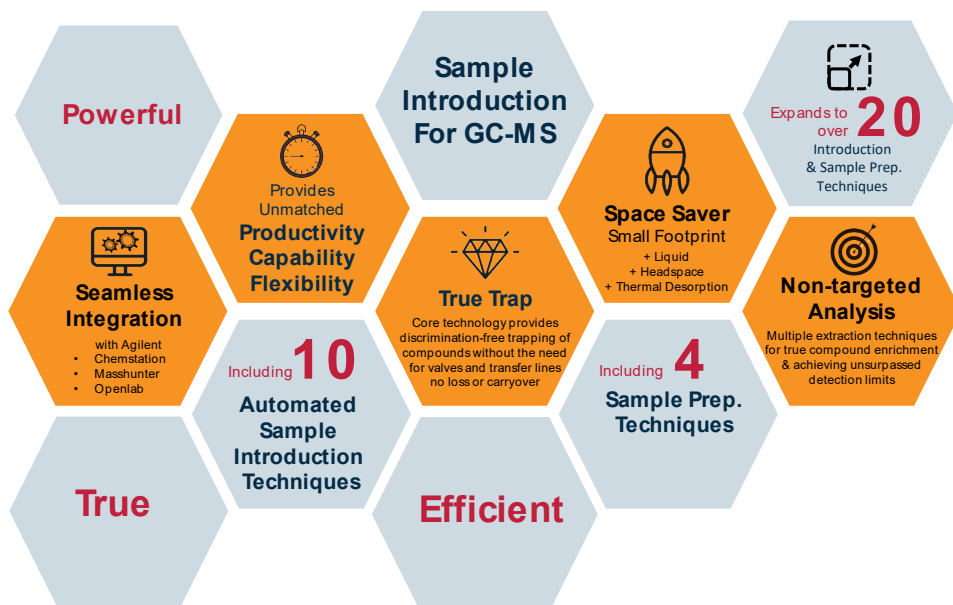 Powerful
Sample
Introduction
For GC-MS
Expands to
over 20
Introduction
& Sample Prep.
Techniques
Provides
Unmatched
Productivity
Capability
Flexibility
Space Saver
Small Footprint
+ Liquid
+ Headspace
+ Thermal Desorption
Seamless
Integration
with Agilent
• Chemstation
• Masshunter
• Openlab
True Trap
Core technology provides
discrimination-free trapping of
compounds without the need
for valves and transfer lines
no loss or carryover
Non-targeted
Analysis
Multiple extraction techniques
for true compound enrichment
& achieving unsurpassed
detection limits
Including 10
Automated
Sample
Introduction
Techniques
Including 4
Sample Prep.
Techniques
True
Efficient